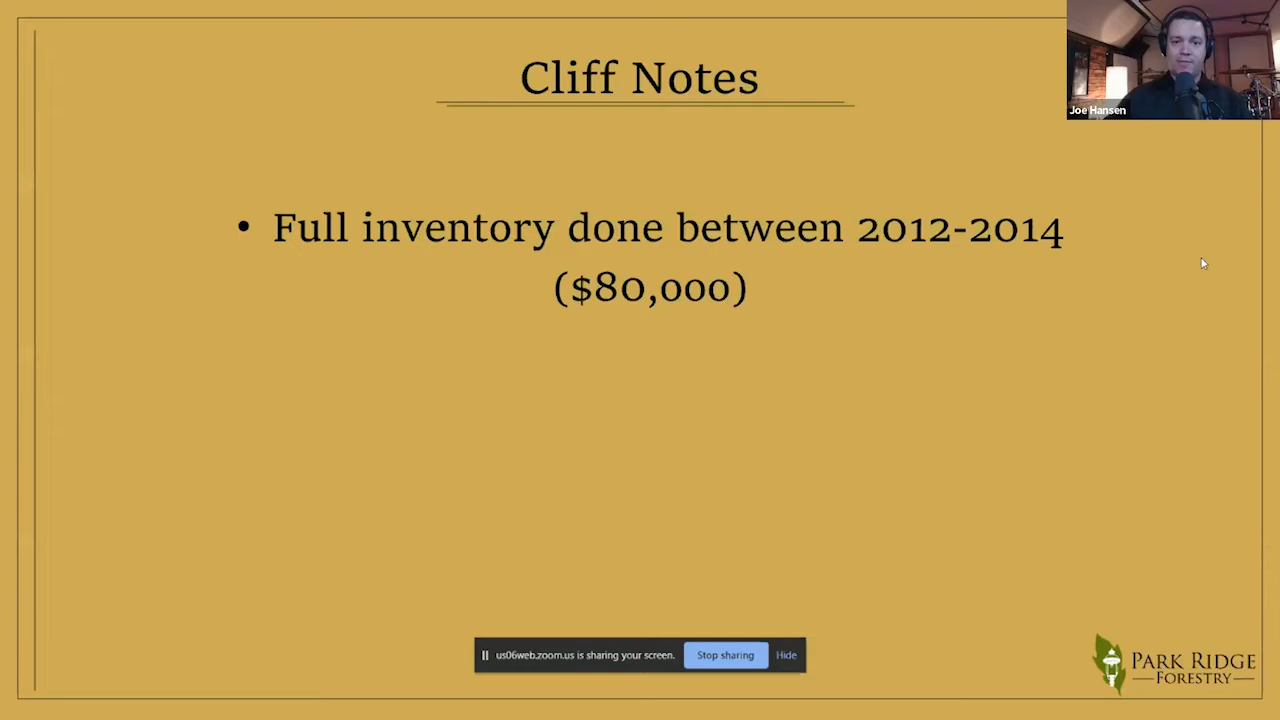 Cliff Notes
Joe Hansen
• Full inventory done between 2012-2014
($80,000)
us06web.zoom.us is sharing your screen.
Stop sharing
Hide
PARK RIDGE
FORESTRY